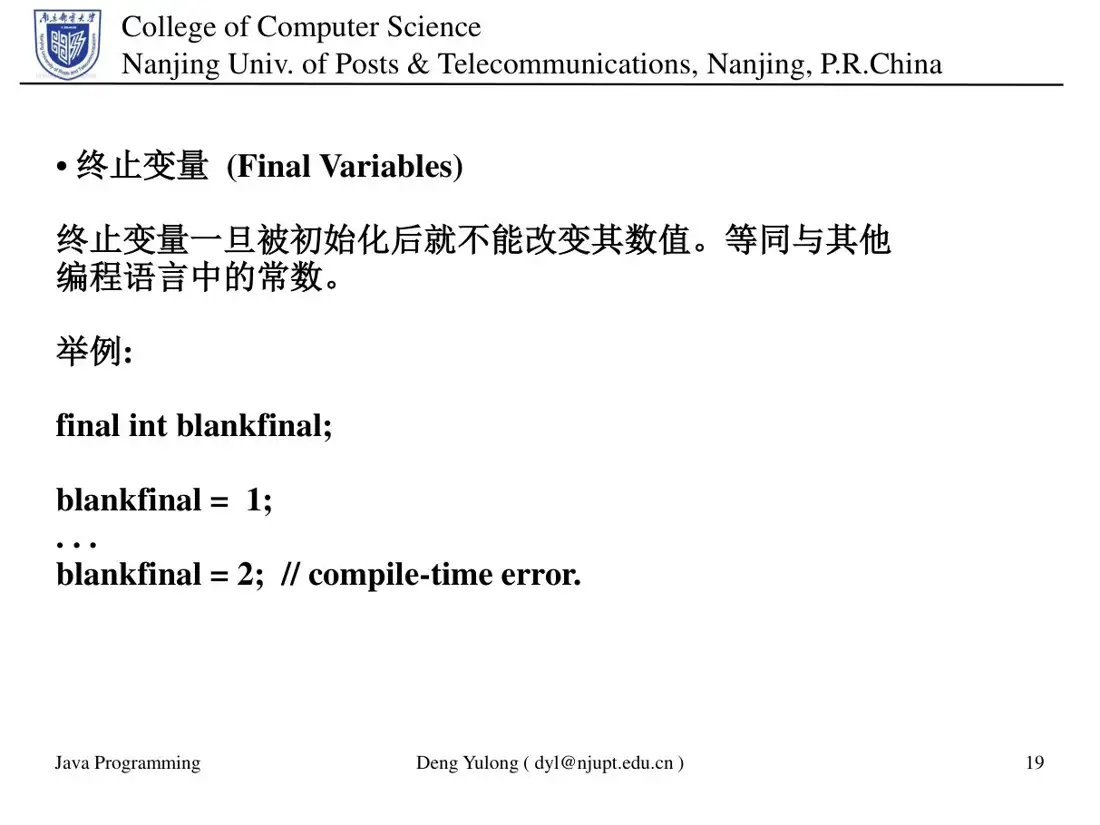 College of Computer Science
Nanjing Univ. of Posts & Telecommunications, Nanjing, P.R.China
• 终止变量 (Final Variables)
终止变量一旦被初始化后就不能改变其数值。等同与其他
编程语言中的常数。
举例:
final int blankfinal;
blankfinal = 1;
. . .
blankfinal = 2; // compile-time error.
Java Programming
Deng Yulong ( dyl@njupt.edu.cn )
19